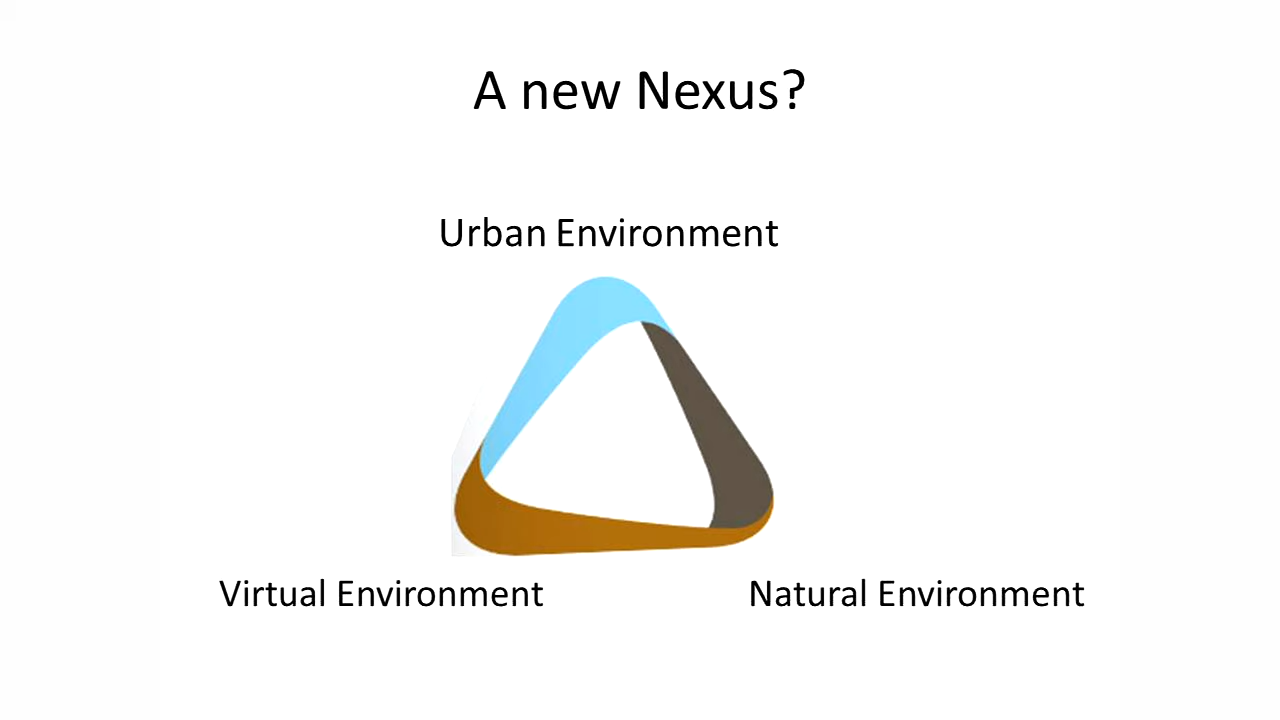 A new Nexus?
Urban Environment
Virtual Environment
Natural Environment